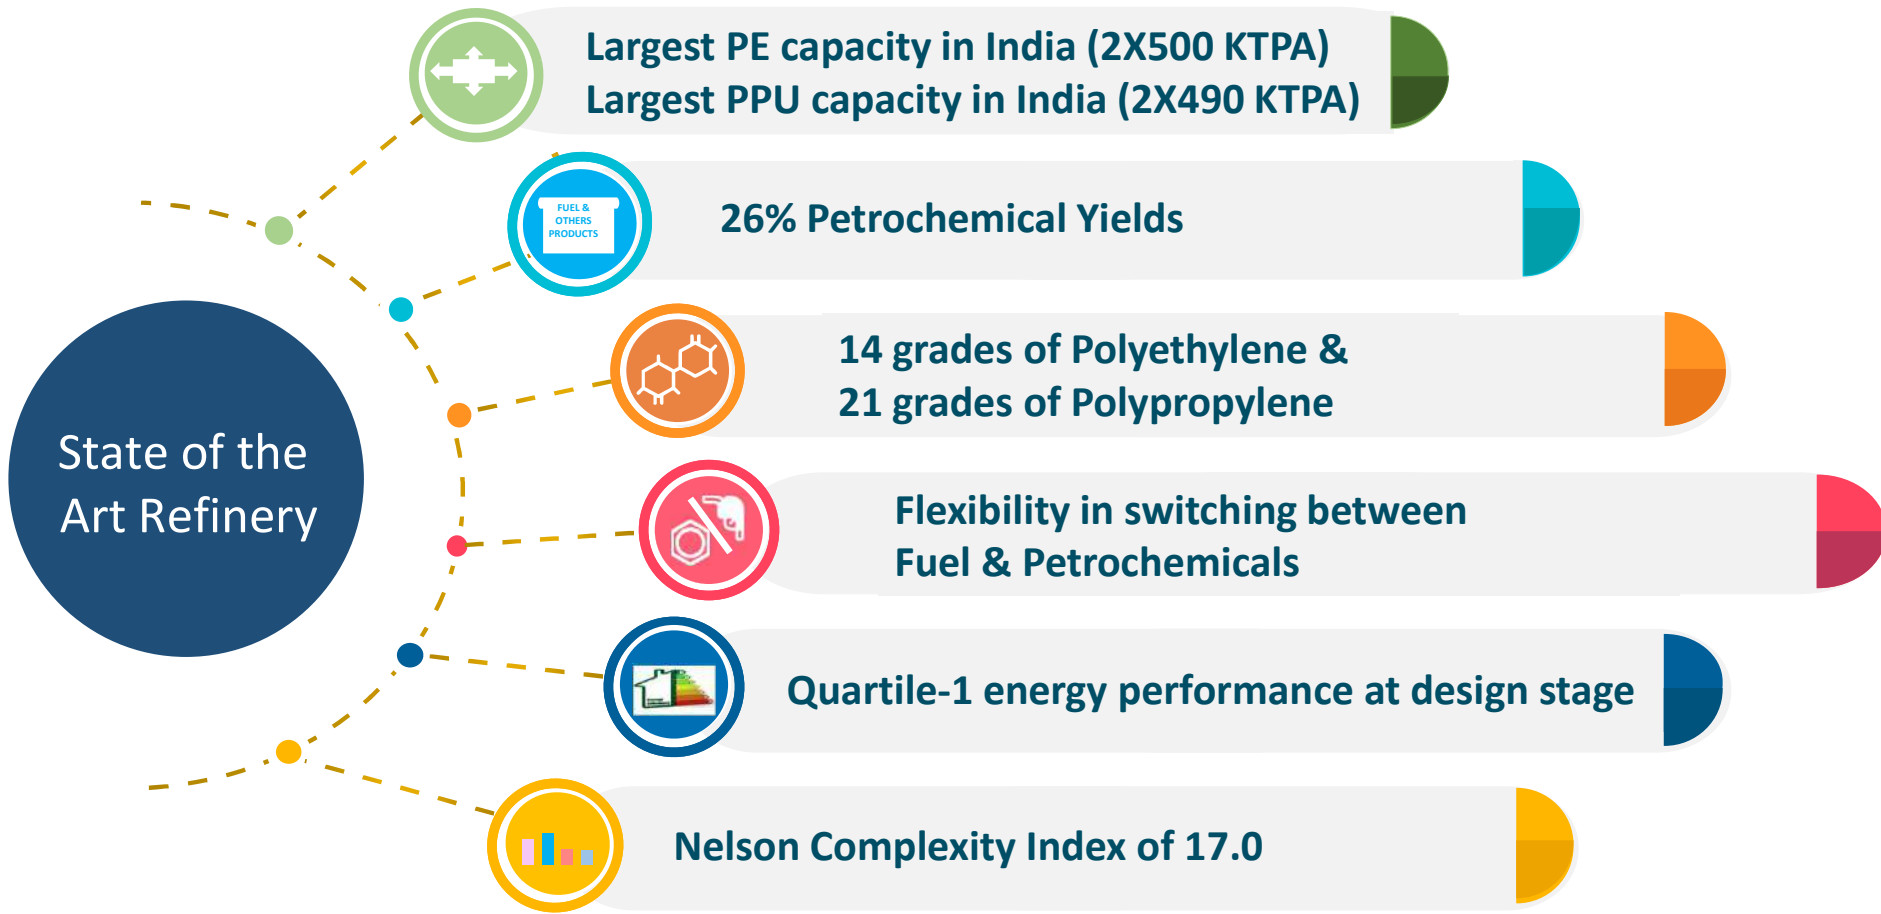 Largest PE capacity in India (2X500 KTPA)
Largest PPU capacity in India (2X490 KTPA)
FUEL &
OTHERS
PRODUCTS
26% Petrochemical Yields
14 grades of Polyethylene &
21 grades of Polypropylene
State of the
Art Refinery
Flexibility in switching between
Fuel & Petrochemicals
Quartile-1 energy performance at design stage
Nelson Complexity Index of 17.0